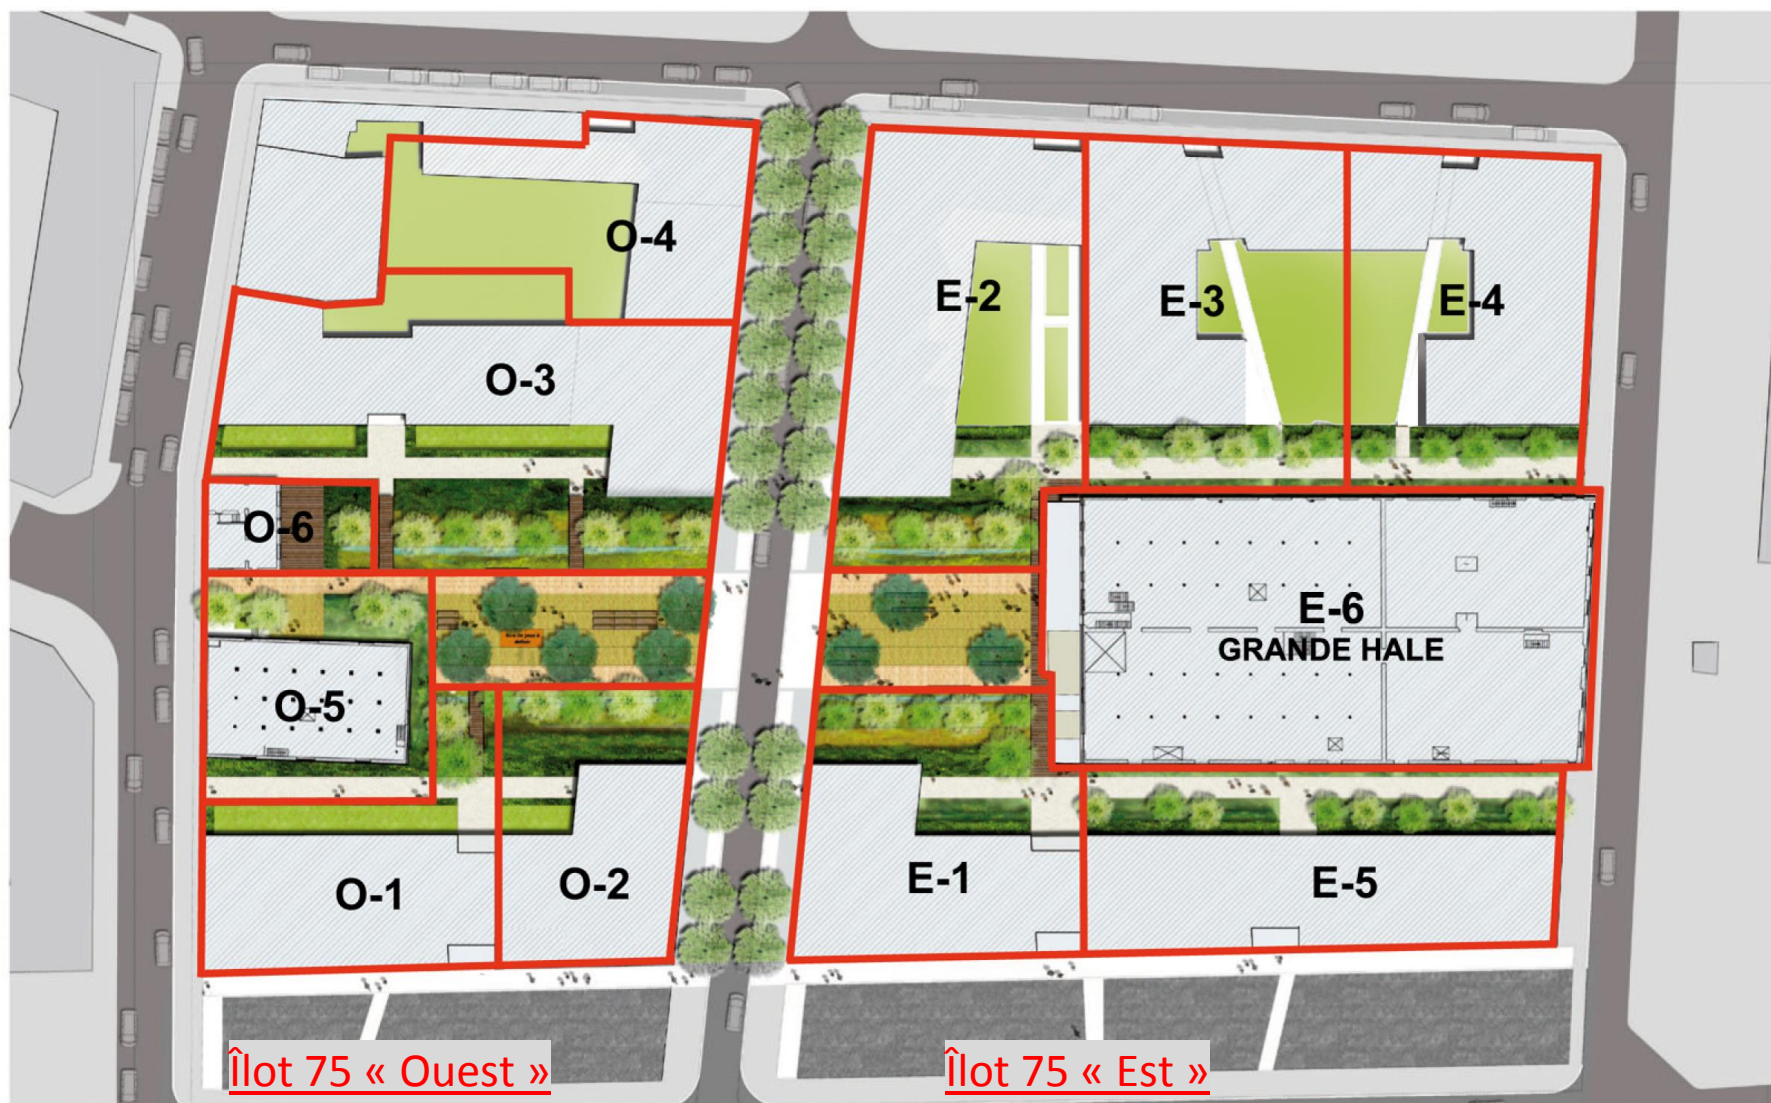 O-4
E-2
E-3
E-4
O-3
O-6
E-6
GRANDE HALE
O-5
O-1
O-2
E-1
E-5
Îlot 75 « Ouest »
Îlot 75 « Est »